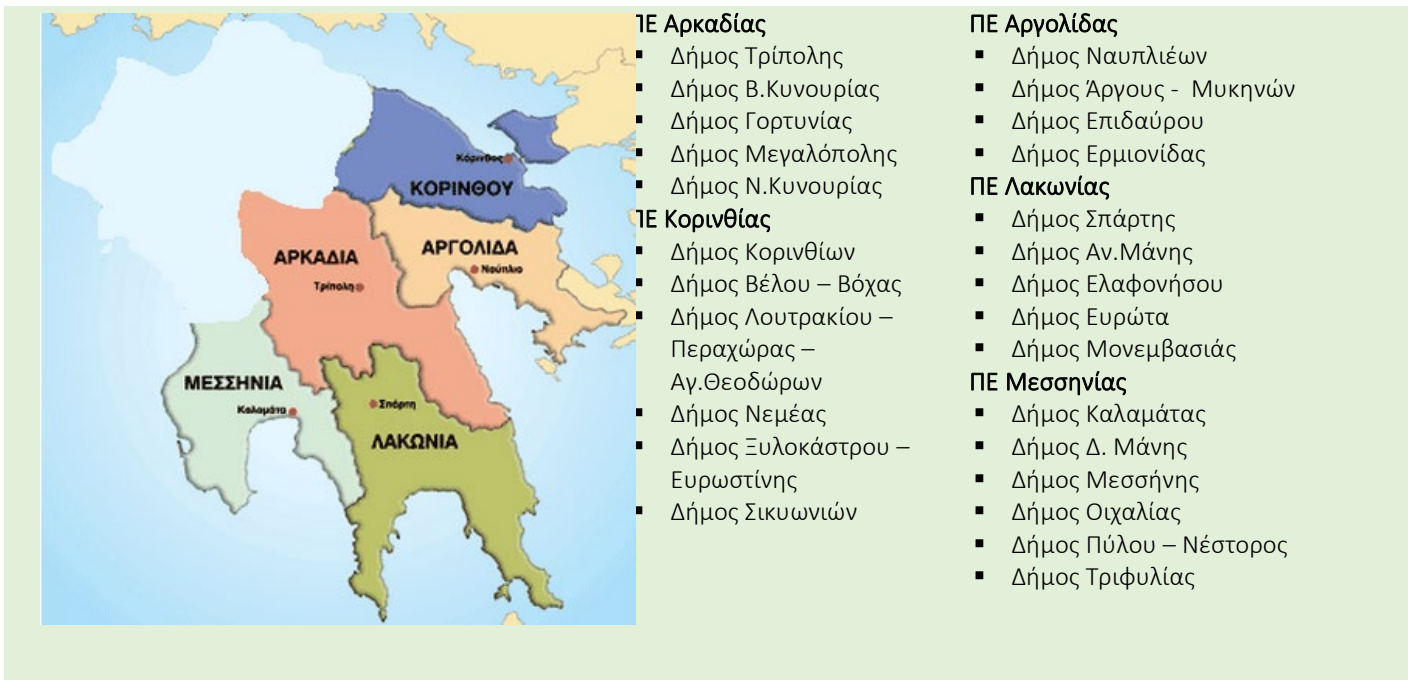 Κόρινθος
ΚΟΡΙΝΘΟΥ
ΑΡΚΑΔΙΑ
Τρίπολη
ΑΡΓΟΛΙΔΑ
Ναύπλιο
ΜΕΣΣΗΝΙΑ
Καλαμάτα
Σπάρτη
ΛΑΚΩΝΙΑ
ΠΕ Αρκαδίας
▪ Δήμος Τρίπολης
▪ Δήμος Β.Κυνουρίας
▪ Δήμος Γορτυνίας
▪ Δήμος Μεγαλόπολης
▪ Δήμος Ν.Κυνουρίας
ΠΕ Κορινθίας
▪ Δήμος Κορινθίων
▪ Δήμος Βέλου – Βόχας
▪ Δήμος Λουτρακίου –
Περαχώρας –
Αγ.Θεοδώρων
▪ Δήμος Νεμέας
▪ Δήμος Ξυλοκάστρου –
Ευρωστίνης
▪ Δήμος Σικυωνιών
ΠΕ Αργολίδας
▪ Δήμος Ναυπλιέων
▪ Δήμος Άργους - Μυκηνών
▪ Δήμος Επιδαύρου
▪ Δήμος Ερμιονίδας
ΠΕ Λακωνίας
▪ Δήμος Σπάρτης
▪ Δήμος Αν.Μάνης
▪ Δήμος Ελαφονήσου
▪ Δήμος Ευρώτα
▪ Δήμος Μονεμβασιάς
ΠΕ Μεσσηνίας
▪ Δήμος Καλαμάτας
▪ Δήμος Δ. Μάνης
▪ Δήμος Μεσσήνης
▪ Δήμος Οιχαλίας
▪ Δήμος Πύλου – Νέστορος
▪ Δήμος Τριφυλίας